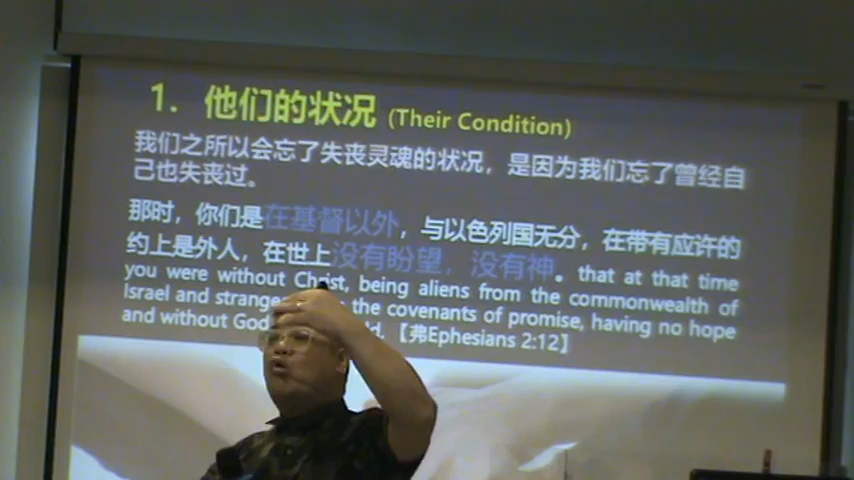 1. 他们的状况 (Their Condition)
我们之所以会忘了失丧灵魂的状况，是因为我们忘了曾经自
己也失丧过。
那时，你们是在基督以外，与以色列国无分，在带有应许的
约上是外人，在世上没有盼望，没有神。that at that time
you were without Christ, being aliens from the commonwealth of
Israel and the covenants of promise, having no hope
and without God 【弗Ephesians 2:12】